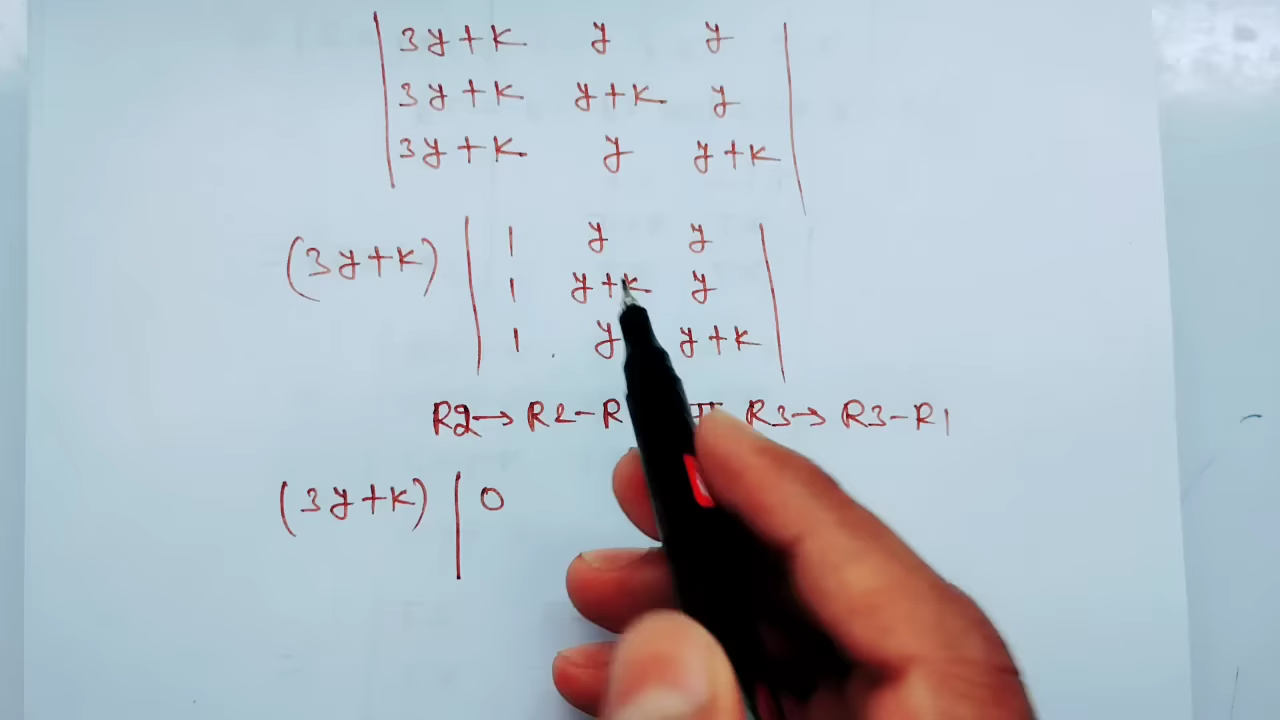 | 3y+k y y |
| 3y+k y+k y |
| 3y+k y y+k |
(3y+k) | 1 y y |
| 1 y+k y |
| 1 y y+k |
R2→ R2-R R3→ R3-R1
(3y+k) | 0